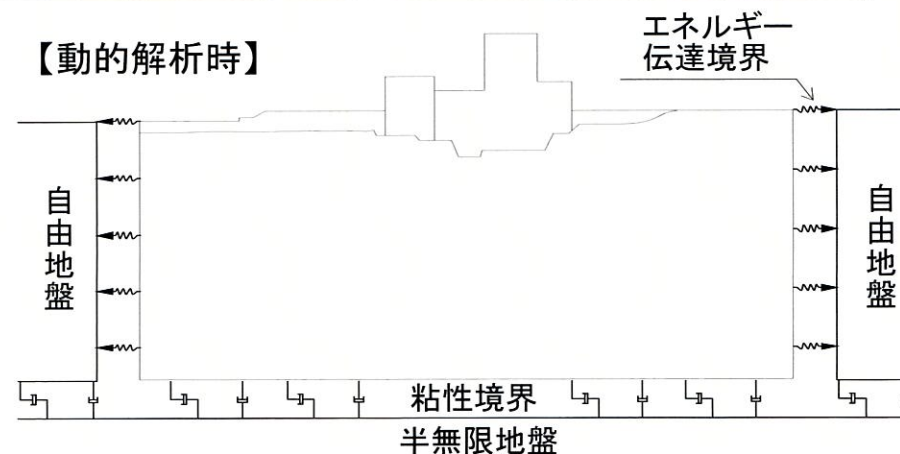 【動的解析時】
エネルギー
伝達境界
自由地盤
自由地盤
粘性境界
半無限地盤